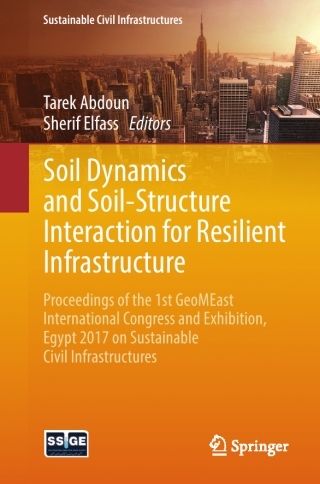 Sustainable Civil Infrastructures
Tarek Abdoun
Sherif Elfass Editors
Soil Dynamics
and Soil-Structure
Interaction for Resilient
Infrastructure
Proceedings of the 1st GeoMEast
International Congress and Exhibition,
Egypt 2017 on Sustainable
Civil Infrastructures
SSIGE
Springer